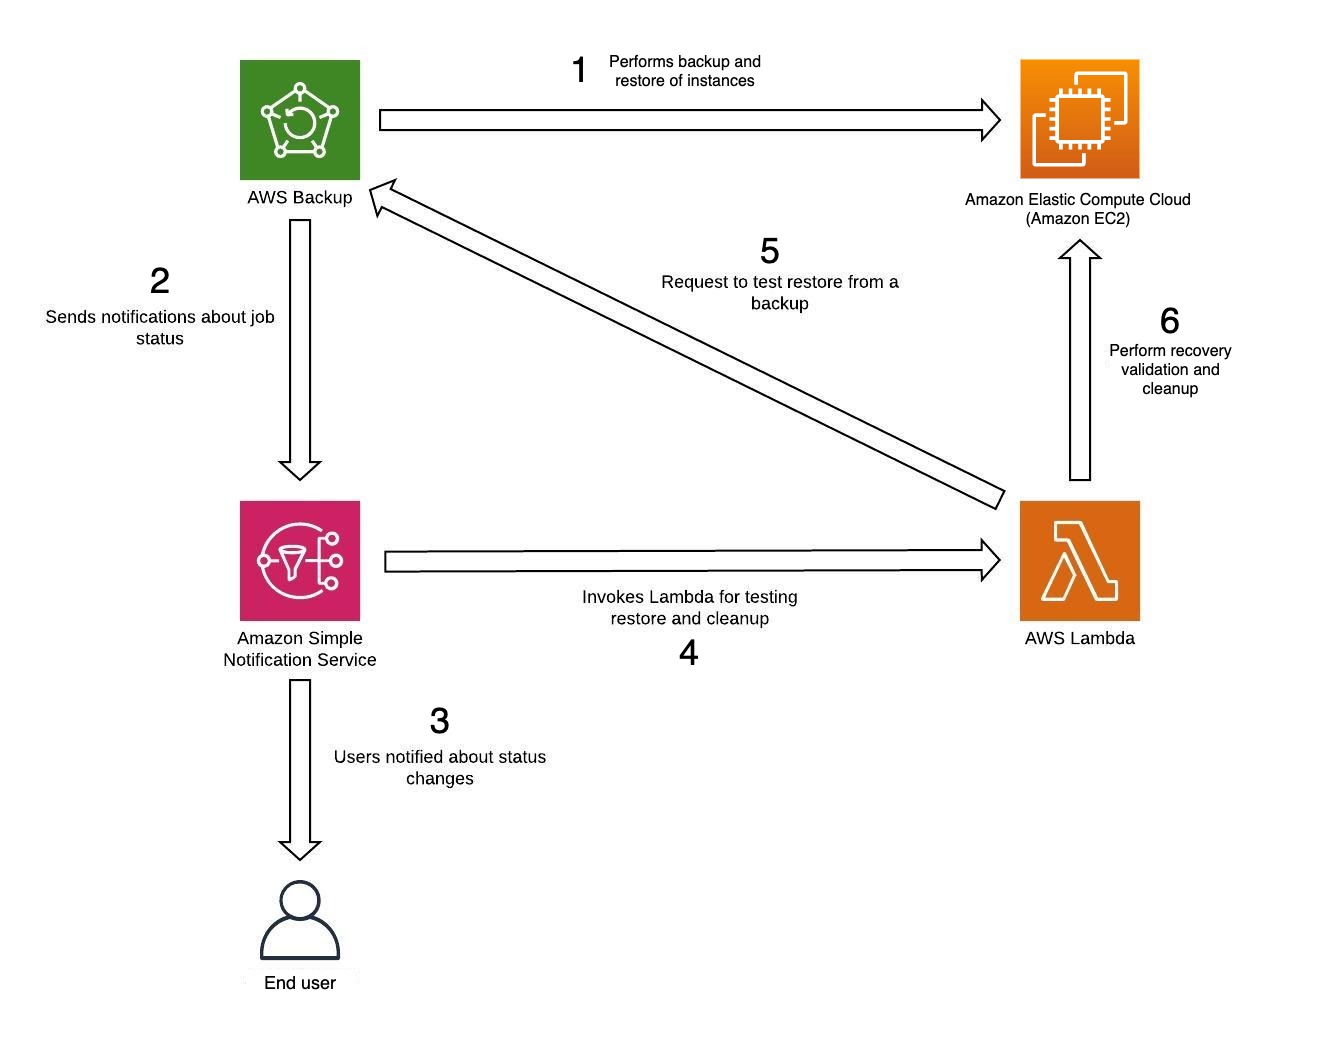 1
Performs backup and
restore of instances
AWS Backup
Amazon Elastic Compute Cloud
(Amazon EC2)
2
Sends notifications about job
status
5
Request to test restore from a
backup
6
Perform recovery
validation and
cleanup
Amazon Simple
Notification Service
Invokes Lambda for testing
restore and cleanup
4
AWS Lambda
3
Users notified about status
changes
End user